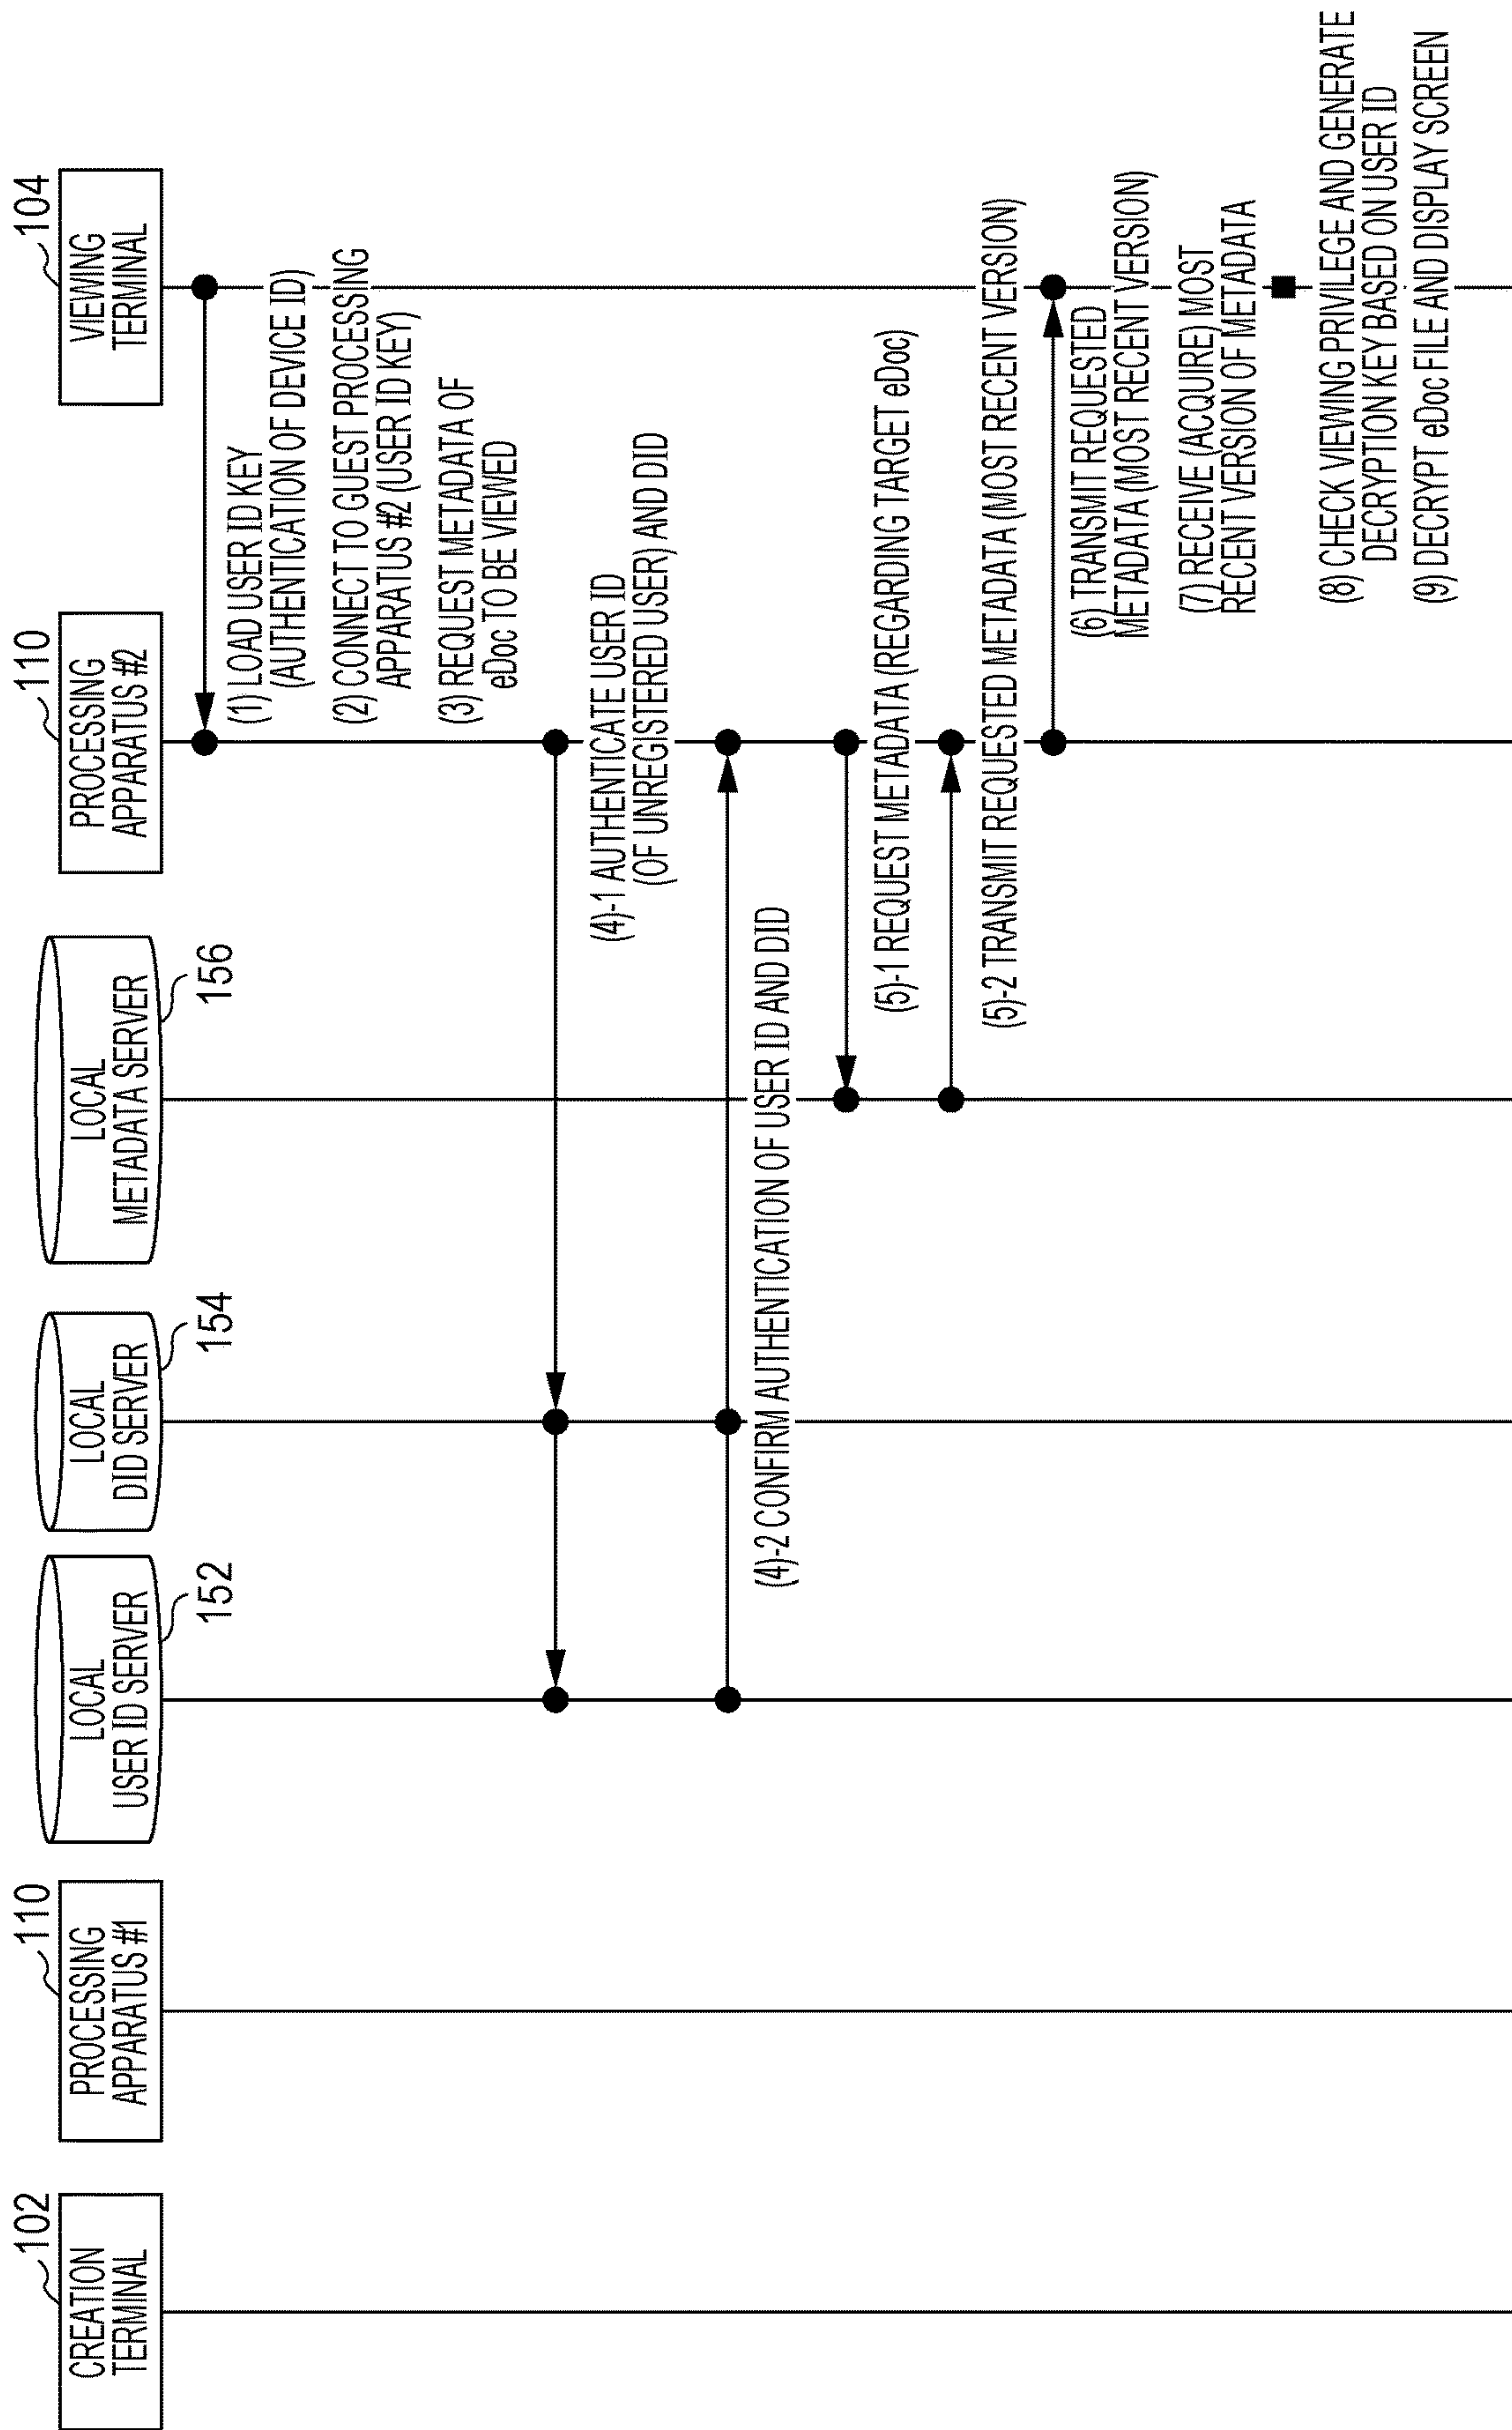 102
CREATION
TERMINAL
110
PROCESSING
APPARATUS #1
LOCAL
USER ID SERVER
152
LOCAL
DID SERVER
154
LOCAL
METADATA SERVER
156
110
PROCESSING
APPARATUS #2
104
VIEWING
TERMINAL
(1) LOAD USER ID KEY
(AUTHENTICATION OF DEVICE ID)
(2) CONNECT TO GUEST PROCESSING
APPARATUS #2 (USER ID KEY)
(3) REQUEST METADATA OF
eDoc TO BE VIEWED
(4)-1 AUTHENTICATE USER ID
(OF UNREGISTERED USER) AND DID
(4)-2 CONFIRM AUTHENTICATION OF USER ID AND DID
(5)-1 REQUEST METADATA (REGARDING TARGET eDoc)
(5)-2 TRANSMIT REQUESTED METADATA (MOST RECENT VERSION)
(6) TRANSMIT REQUESTED
METADATA (MOST RECENT VERSION)
(7) RECEIVE (ACQUIRE) MOST
RECENT VERSION OF METADATA
(8) CHECK VIEWING PRIVILEGE AND GENERATE
DECRYPTION KEY BASED ON USER ID
(9) DECRYPT eDoc FILE AND DISPLAY SCREEN